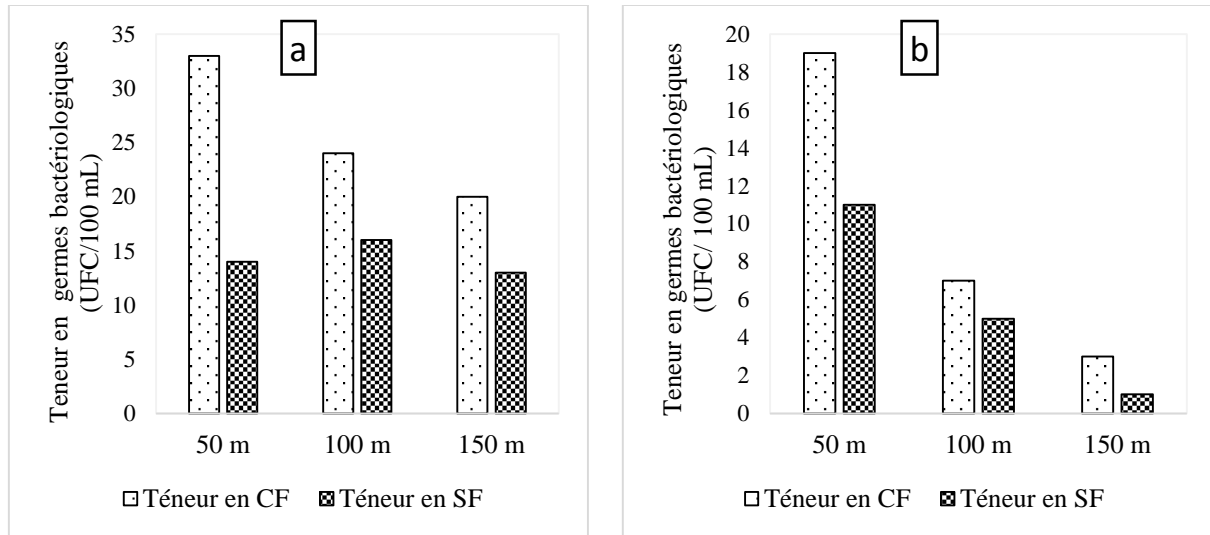 a
Teneur en germes bactériologiques
(UFC/100 mL)
35
30
25
20
15
10
5
0
50 m
100 m
150 m
Téneur en CF
Téneur en SF
b
Teneur en germes bactériologiques
(UFC/ 100 mL)
20
18
16
14
12
10
8
6
4
2
0
50 m
100 m
150 m
Téneur en CF
Téneur en SF